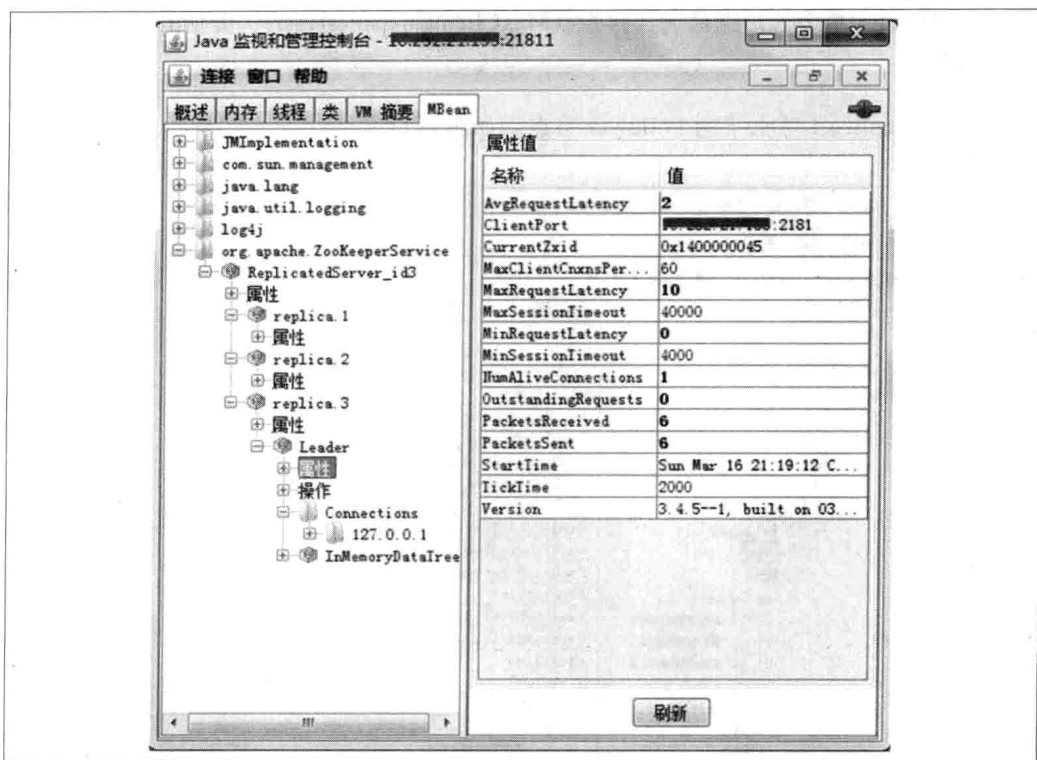 Java 监视和管理控制台 - :21811
连接 窗口 帮助
概述 内存 线程 类 VM 摘要 MBean
JMImplementation
com.sun.management
java.lang
java.util.logging
log4j
org.apache.ZooKeeperService
ReplicatedServer_id3
属性
replica.1
属性
replica.2
属性
replica.3
属性
Leader
属性
操作
Connections
127.0.0.1
InMemoryDataTree
属性值
名称 值
AvgRequestLatency 2
ClientPort :2181
CurrentZxid 0x1400000045
MaxClientCnxnsPer... 60
MaxRequestLatency 10
MaxSessionTimeout 40000
MinRequestLatency 0
MinSessionTimeout 4000
NumAliveConnections 1
OutstandingRequests 0
PacketsReceived 6
PacketsSent 6
StartTime Sun Mar 16 21:19:12 C...
TickTime 2000
Version 3.4.5--1, built on 03...
刷新